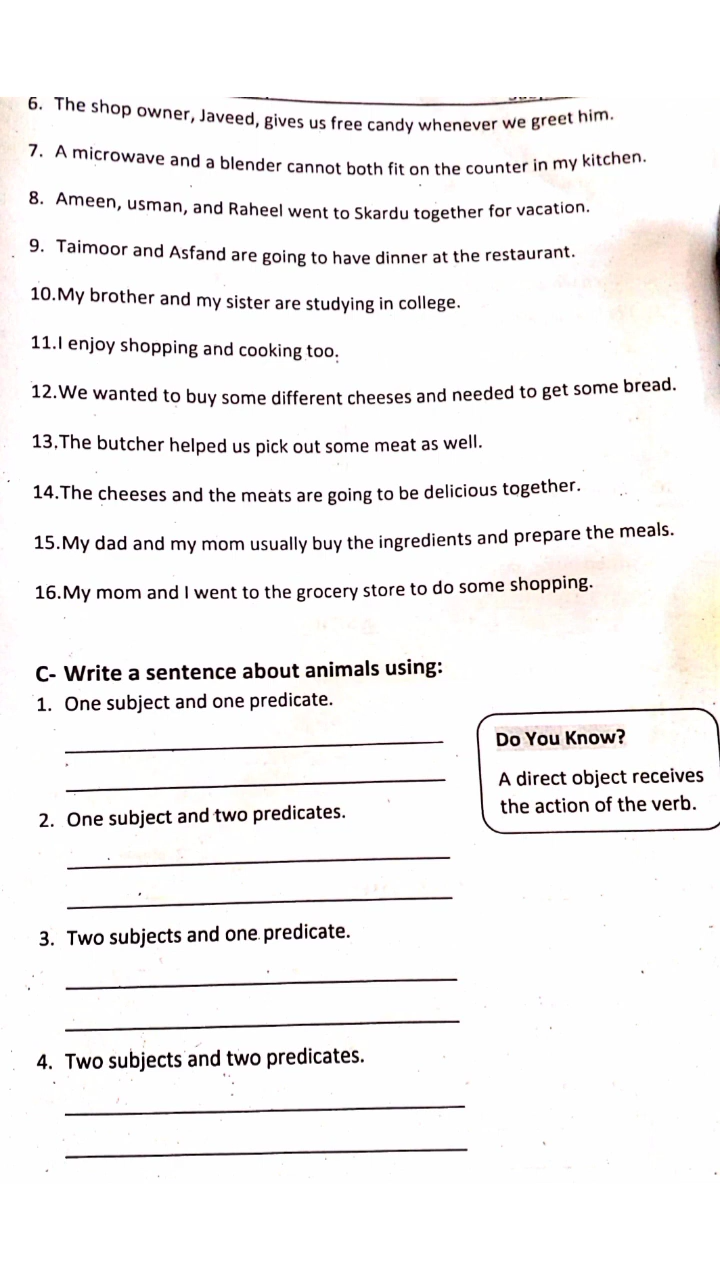 6. The shop owner, Javeed, gives us free candy whenever we greet him.
7. A microwave and a blender cannot both fit on the counter in my kitchen.
8. Ameen, usman, and Raheel went to Skardu together for vacation.
9. Taimoor and Asfand are going to have dinner at the restaurant.
10.My brother and my sister are studying in college.
11.I enjoy shopping and cooking too.
12.We wanted to buy some different cheeses and needed to get some bread.
13.The butcher helped us pick out some meat as well.
14.The cheeses and the meats are going to be delicious together.
15.My dad and my mom usually buy the ingredients and prepare the meals.
16.My mom and I went to the grocery store to do some shopping.
C- Write a sentence about animals using:
1. One subject and one predicate.
Do You Know?
A direct object receives
the action of the verb.
2. One subject and two predicates.
3. Two subjects and one predicate.
4. Two subjects and two predicates.